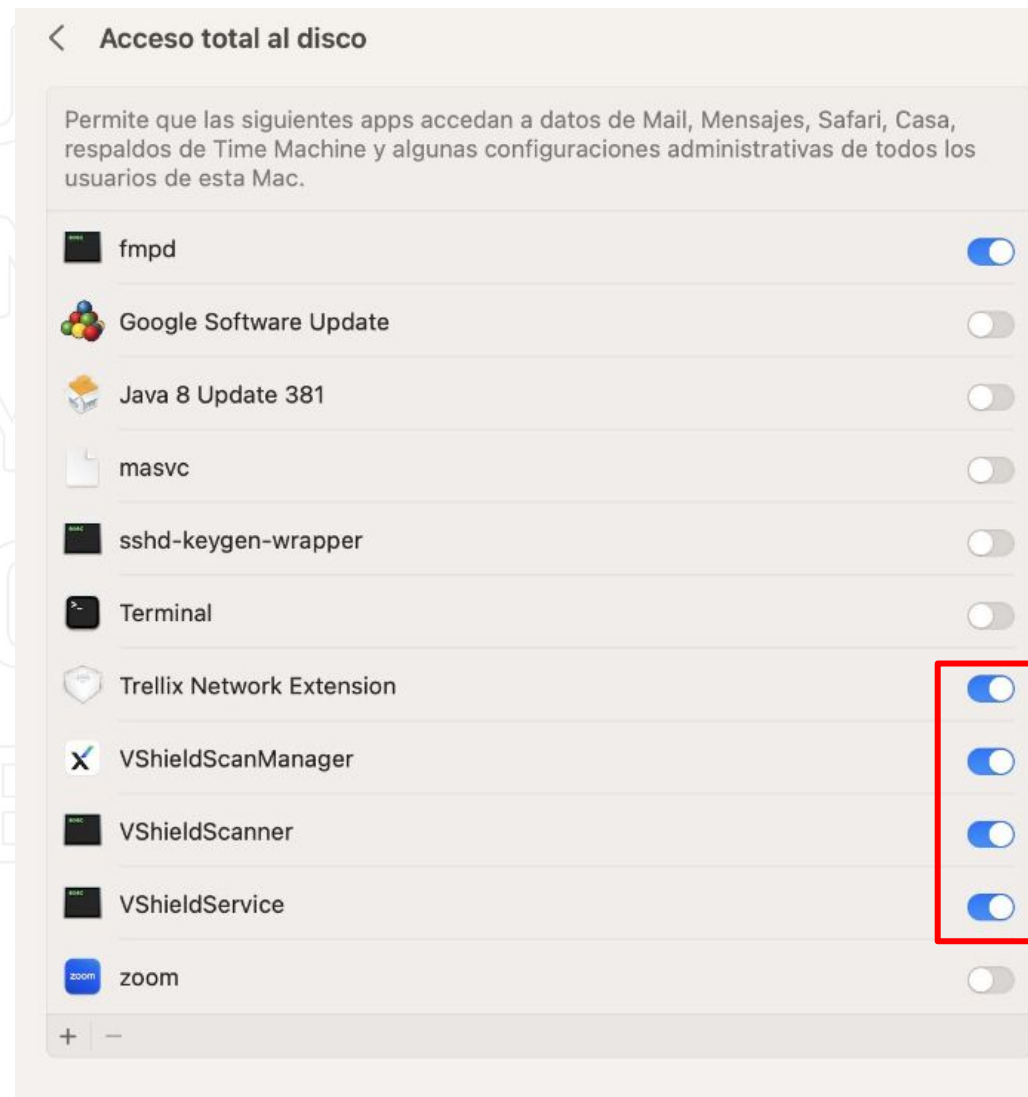 Acceso total al disco
Permite que las siguientes apps accedan a datos de Mail, Mensajes, Safari, Casa,
respaldos de Time Machine y algunas configuraciones administrativas de todos los
usuarios de esta Mac.
fmpd
Google Software Update
Java 8 Update 381
masvc
sshd-keygen-wrapper
Terminal
Trellix Network Extension
VShieldScanManager
VShieldScanner
VShieldService
zoom
zoom